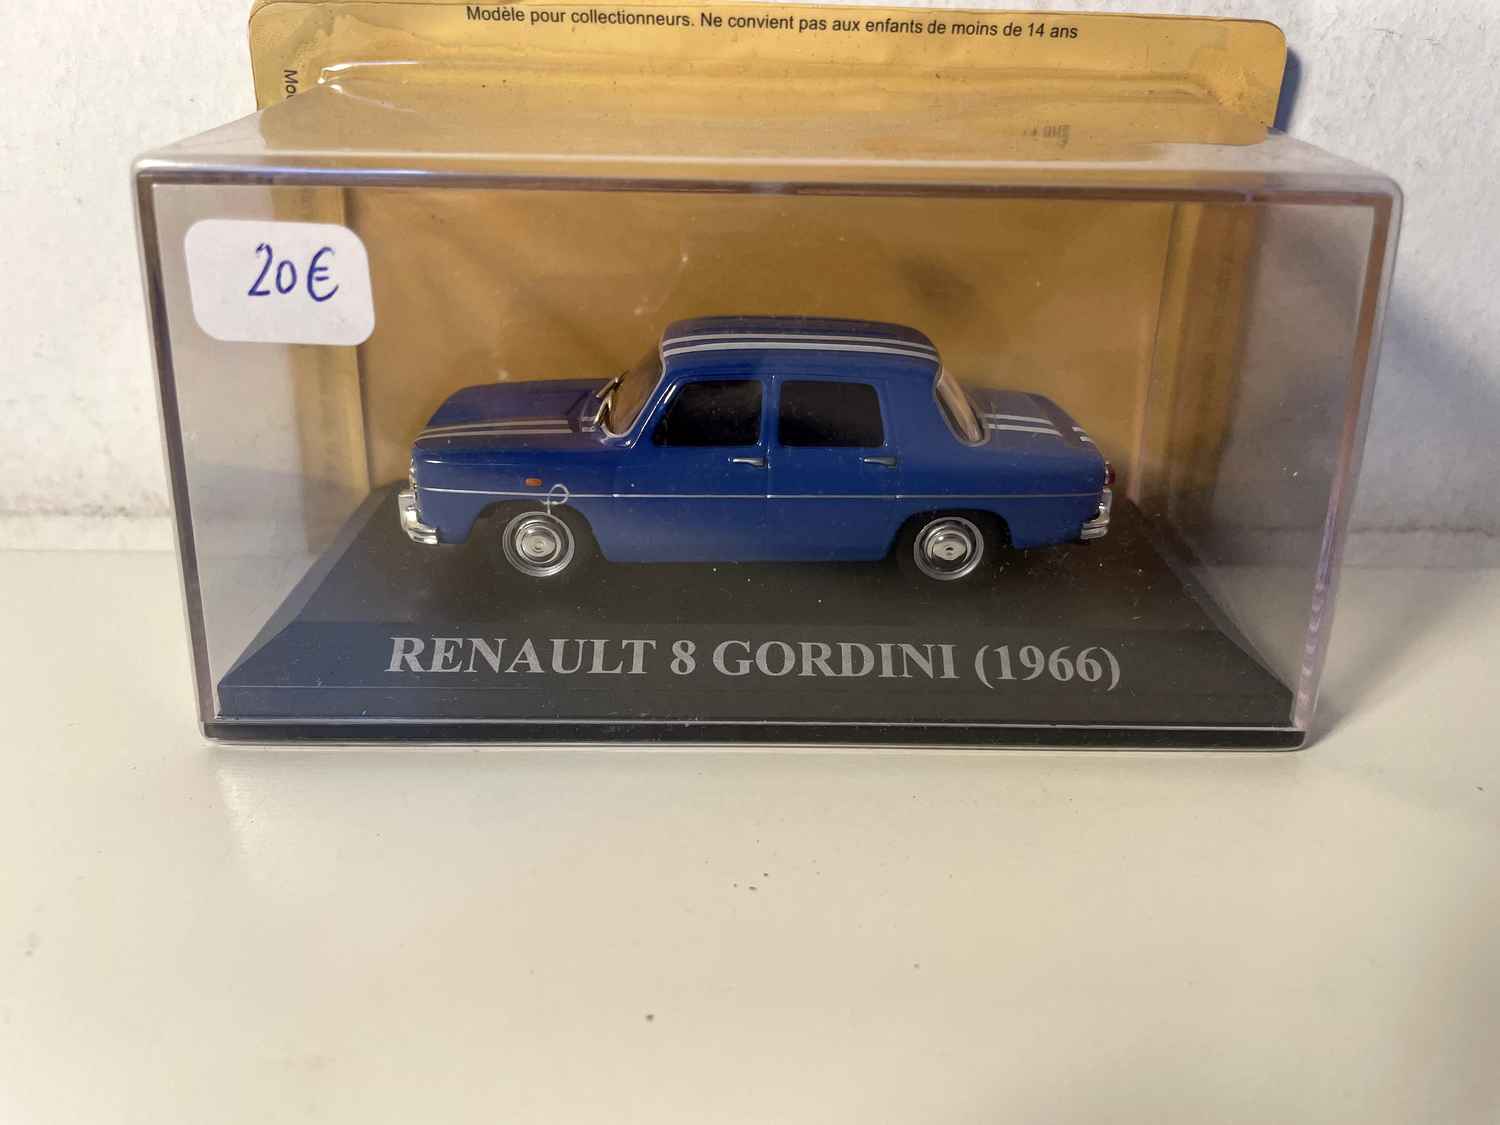 Modèle pour collectionneurs. Ne convient pas aux enfants de moins de 14 ans
20€
RENAULT 8 GORDINI (1966)